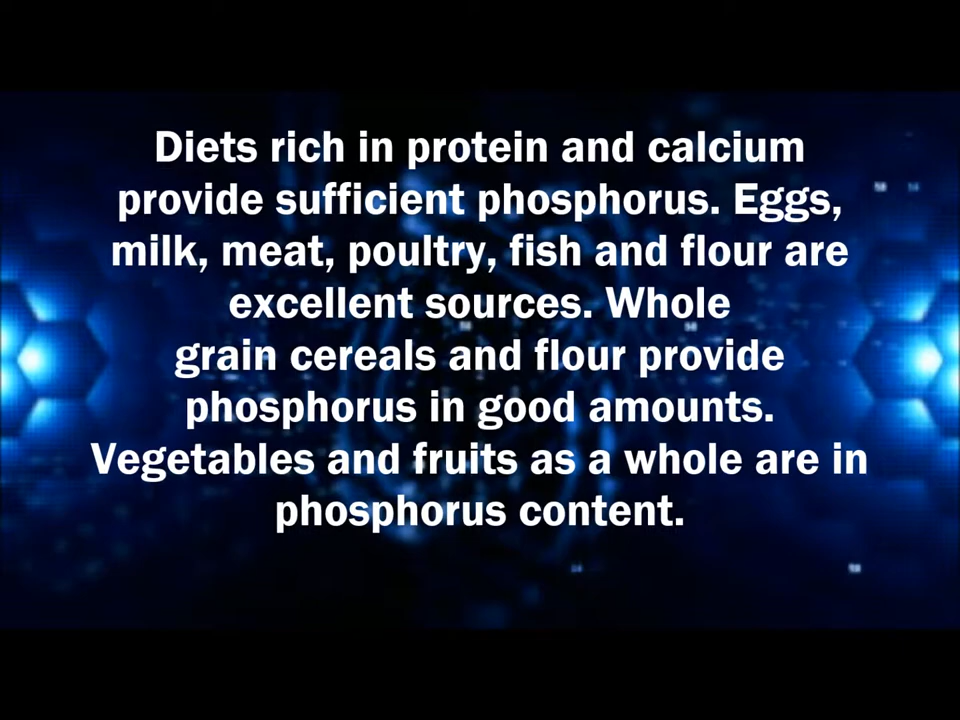 Diets rich in protein and calcium
provide sufficient phosphorus. Eggs,
milk, meat, poultry, fish and flour are
excellent sources. Whole
grain cereals and flour provide
phosphorus in good amounts.
Vegetables and fruits as a whole are in
phosphorus content.